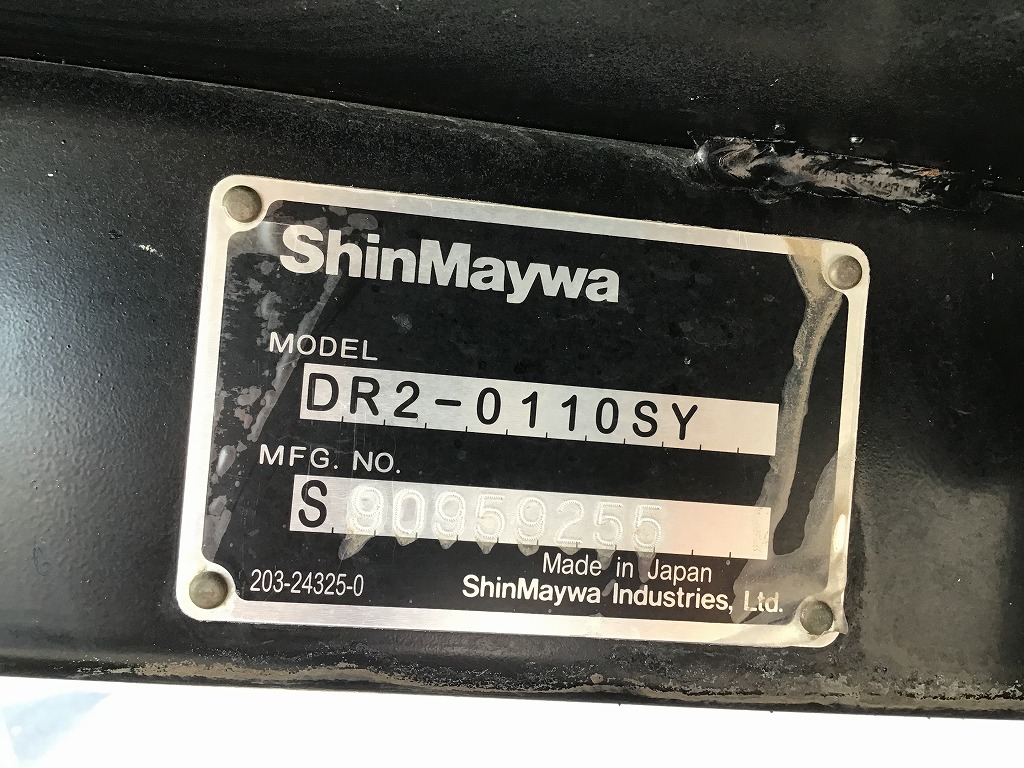 ShinMaywa
MODEL
DR2-0110SY
MFG. NO.
S 90959255
Made in Japan
203-24325-0
ShinMaywa Industries, Ltd.